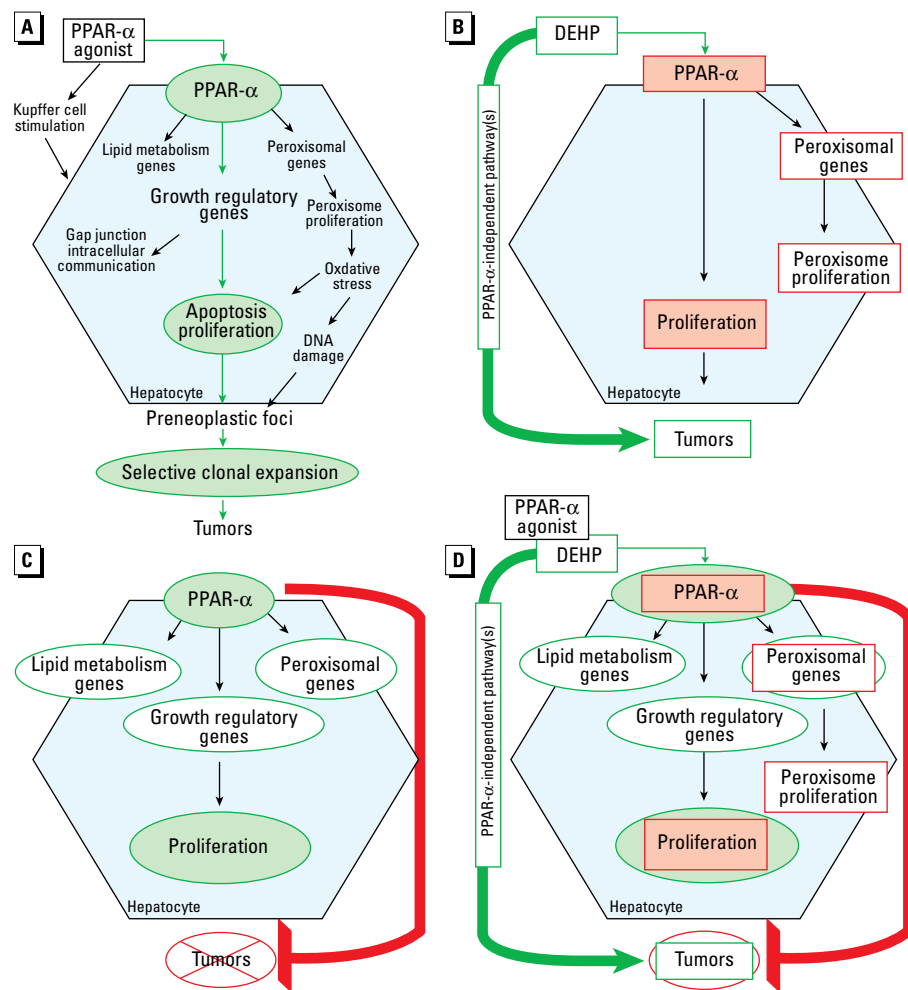 A
PPAR-α
agonist
PPAR-α
Kupffer cell
stimulation
Lipid metabolism
genes
Peroxisomal
genes
Growth regulatory
genes
Peroxisome
proliferation
Gap junction
intracellular
communication
Oxdative
stress
Apoptosis
proliferation
DNA
damage
Hepatocyte
Preneoplastic foci
Selective clonal expansion
Tumors
B
DEHP
PPAR-α
PPAR-α-independent pathway(s)
Peroxisomal
genes
Peroxisome
proliferation
Proliferation
Hepatocyte
Tumors
C
PPAR-α
Lipid metabolism
genes
Peroxisomal
genes
Growth regulatory
genes
Proliferation
Hepatocyte
Tumors
D
PPAR-α
agonist
DEHP
PPAR-α
PPAR-α-independent pathway(s)
Lipid metabolism
genes
Peroxisomal
genes
Growth regulatory
genes
Peroxisome
proliferation
Proliferation
Hepatocyte
Tumors